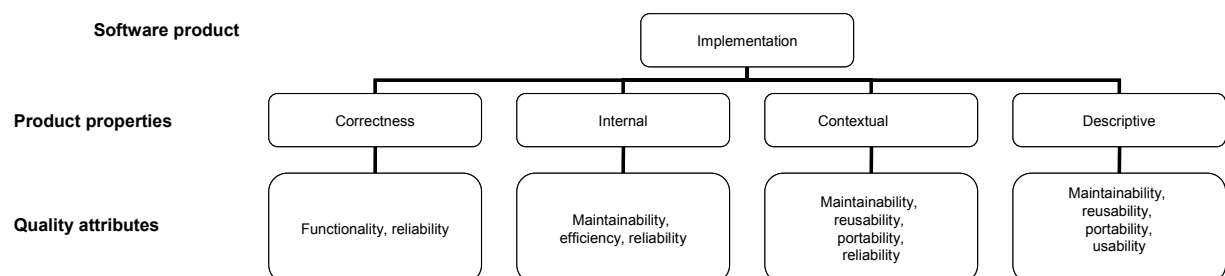 Software product
Implementation
Product properties
Correctness
Internal
Contextual
Descriptive
Quality attributes
Functionality, reliability
Maintainability,
efficiency, reliability
Maintainability,
reusability,
portability,
reliability
Maintainability,
reusability,
portability,
usability